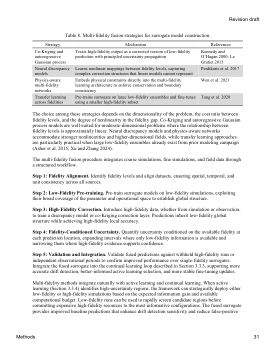 Revision draft
Table 8. Multi-fidelity fusion strategies for surrogate model construction.
Strategy Mechanism References
Co-Kriging and autoregressive Gaussian process Treats high-fidelity output as a corrected version of low-fidelity prediction with principled uncertainty propagation Kennedy and O'Hagan 2000; Le Gratiet 2013
Neural discrepancy models Learns nonlinear mappings between fidelity levels, capturing complex corrections that linear models cannot represent Perdikaris et al. 2017
Physics-aware multi-fidelity networks Embeds physical constraints directly into the multi-fidelity learning architecture to enforce conservation and boundary consistency Wen et al. 2021
Transfer learning across fidelities Pre-trains surrogate on large low-fidelity ensembles and fine-tunes using a smaller high-fidelity subset Tang et al. 2020
The choice among these strategies depends on the dimensionality of the problem, the cost ratio between
fidelity levels, and the degree of nonlinearity in the fidelity gap. Co-Kriging and autoregressive Gaussian
process models are well suited for moderate-dimensional problems where the relationship between
fidelity levels is approximately linear. Neural discrepancy models and physics-aware networks
accommodate stronger nonlinearities and higher-dimensional fields, while transfer learning approaches
are particularly practical when large low-fidelity ensembles already exist from prior modeling campaign
et al. 2015; Xu and Zhang 2024).
The multi-fidelity fusion procedure integrates coarse simulations, fine simulations, and field data through
a structured workflow.
Step 1: Fidelity Alignment. Identify fidelity levels and align datasets, ensuring spatial, temporal, and
unit consistency across all sources.
Step 2: Low-Fidelity Pre-training. Pre-train surrogate models on low-fidelity simulations, exploiting
their broad coverage of the parameter and operational space to establish global structure.
Step 3: High-Fidelity Correction. Introduce high-fidelity data, whether from simulation or observation,
to train a discrepancy model or co-Kriging correction layer. Predictions inherit low-fidelity global
structure while achieving high-fidelity local accuracy.
Step 4: Fidelity-Conditioned Uncertainty. Quantify uncertainty conditioned on the available fidelity at
each prediction location, expanding intervals where only low-fidelity information is available and
narrowing them where high-fidelity evidence supports confidence.
Step 5: Validation and Integration. Validate fused predictions against withheld high-fidelity runs or
independent observational periods to confirm improved performance over single-fidelity surrogates.
Integrate the fused surrogate into the continual learning loop described in Section 3.3.3, supporting more
accurate drift detection, better-informed active learning selection, and more stable fine-tuning updates.
Multi-fidelity methods integrate naturally with active learning and continual learning. When active
learning (Section 3.3.4) identifies high-uncertainty regions, the framework can strategically deploy either
low-fidelity or high-fidelity simulations based on the expected information gain and available
computational budget. Low-fidelity runs can be used to rapidly screen candidate regions before
committing expensive high-fidelity resources to the most informative configurations. The fused surrogate
provides improved baseline predictions that enhance drift detection sensitivity and reduce false-positive
Methods 31